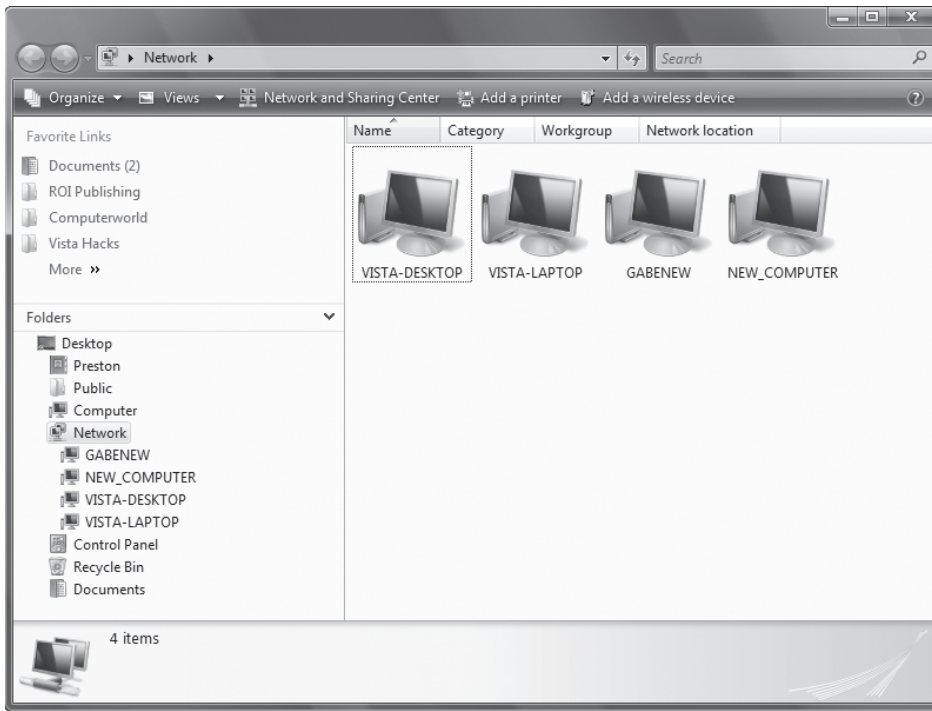 Network
Search
Organize Views Network and Sharing Center Add a printer Add a wireless device
Favorite Links
Documents (2)
ROI Publishing
Computerworld
Vista Hacks
More »
Folders
Desktop
Preston
Public
Computer
Network
GABENEW
NEW_COMPUTER
VISTA-DESKTOP
VISTA-LAPTOP
Control Panel
Recycle Bin
Documents
Name Category Workgroup Network location
VISTA-DESKTOP VISTA-LAPTOP GABENEW NEW_COMPUTER
4 items